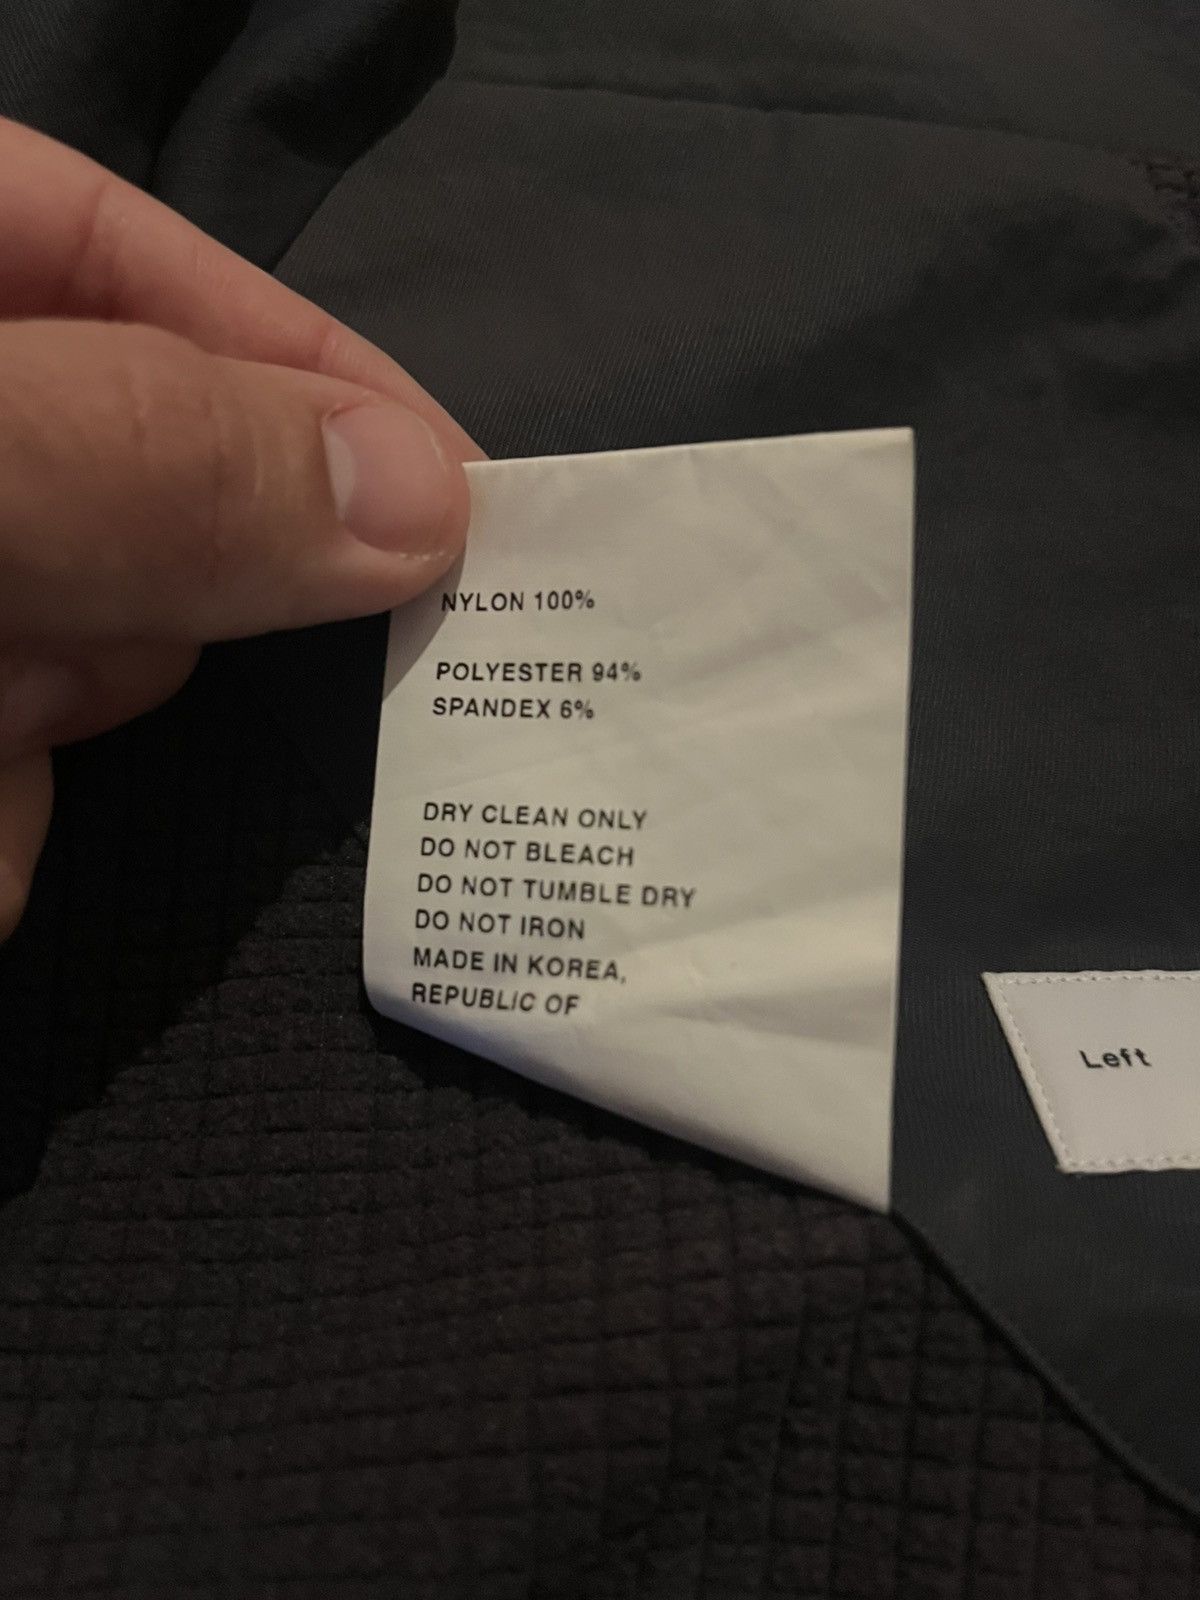 NYLON 100%
POLYESTER 94%
SPANDEX 6%
DRY CLEAN ONLY
DO NOT BLEACH
DO NOT TUMBLE DRY
DO NOT IRON
MADE IN KOREA,
REPUBLIC OF
Left